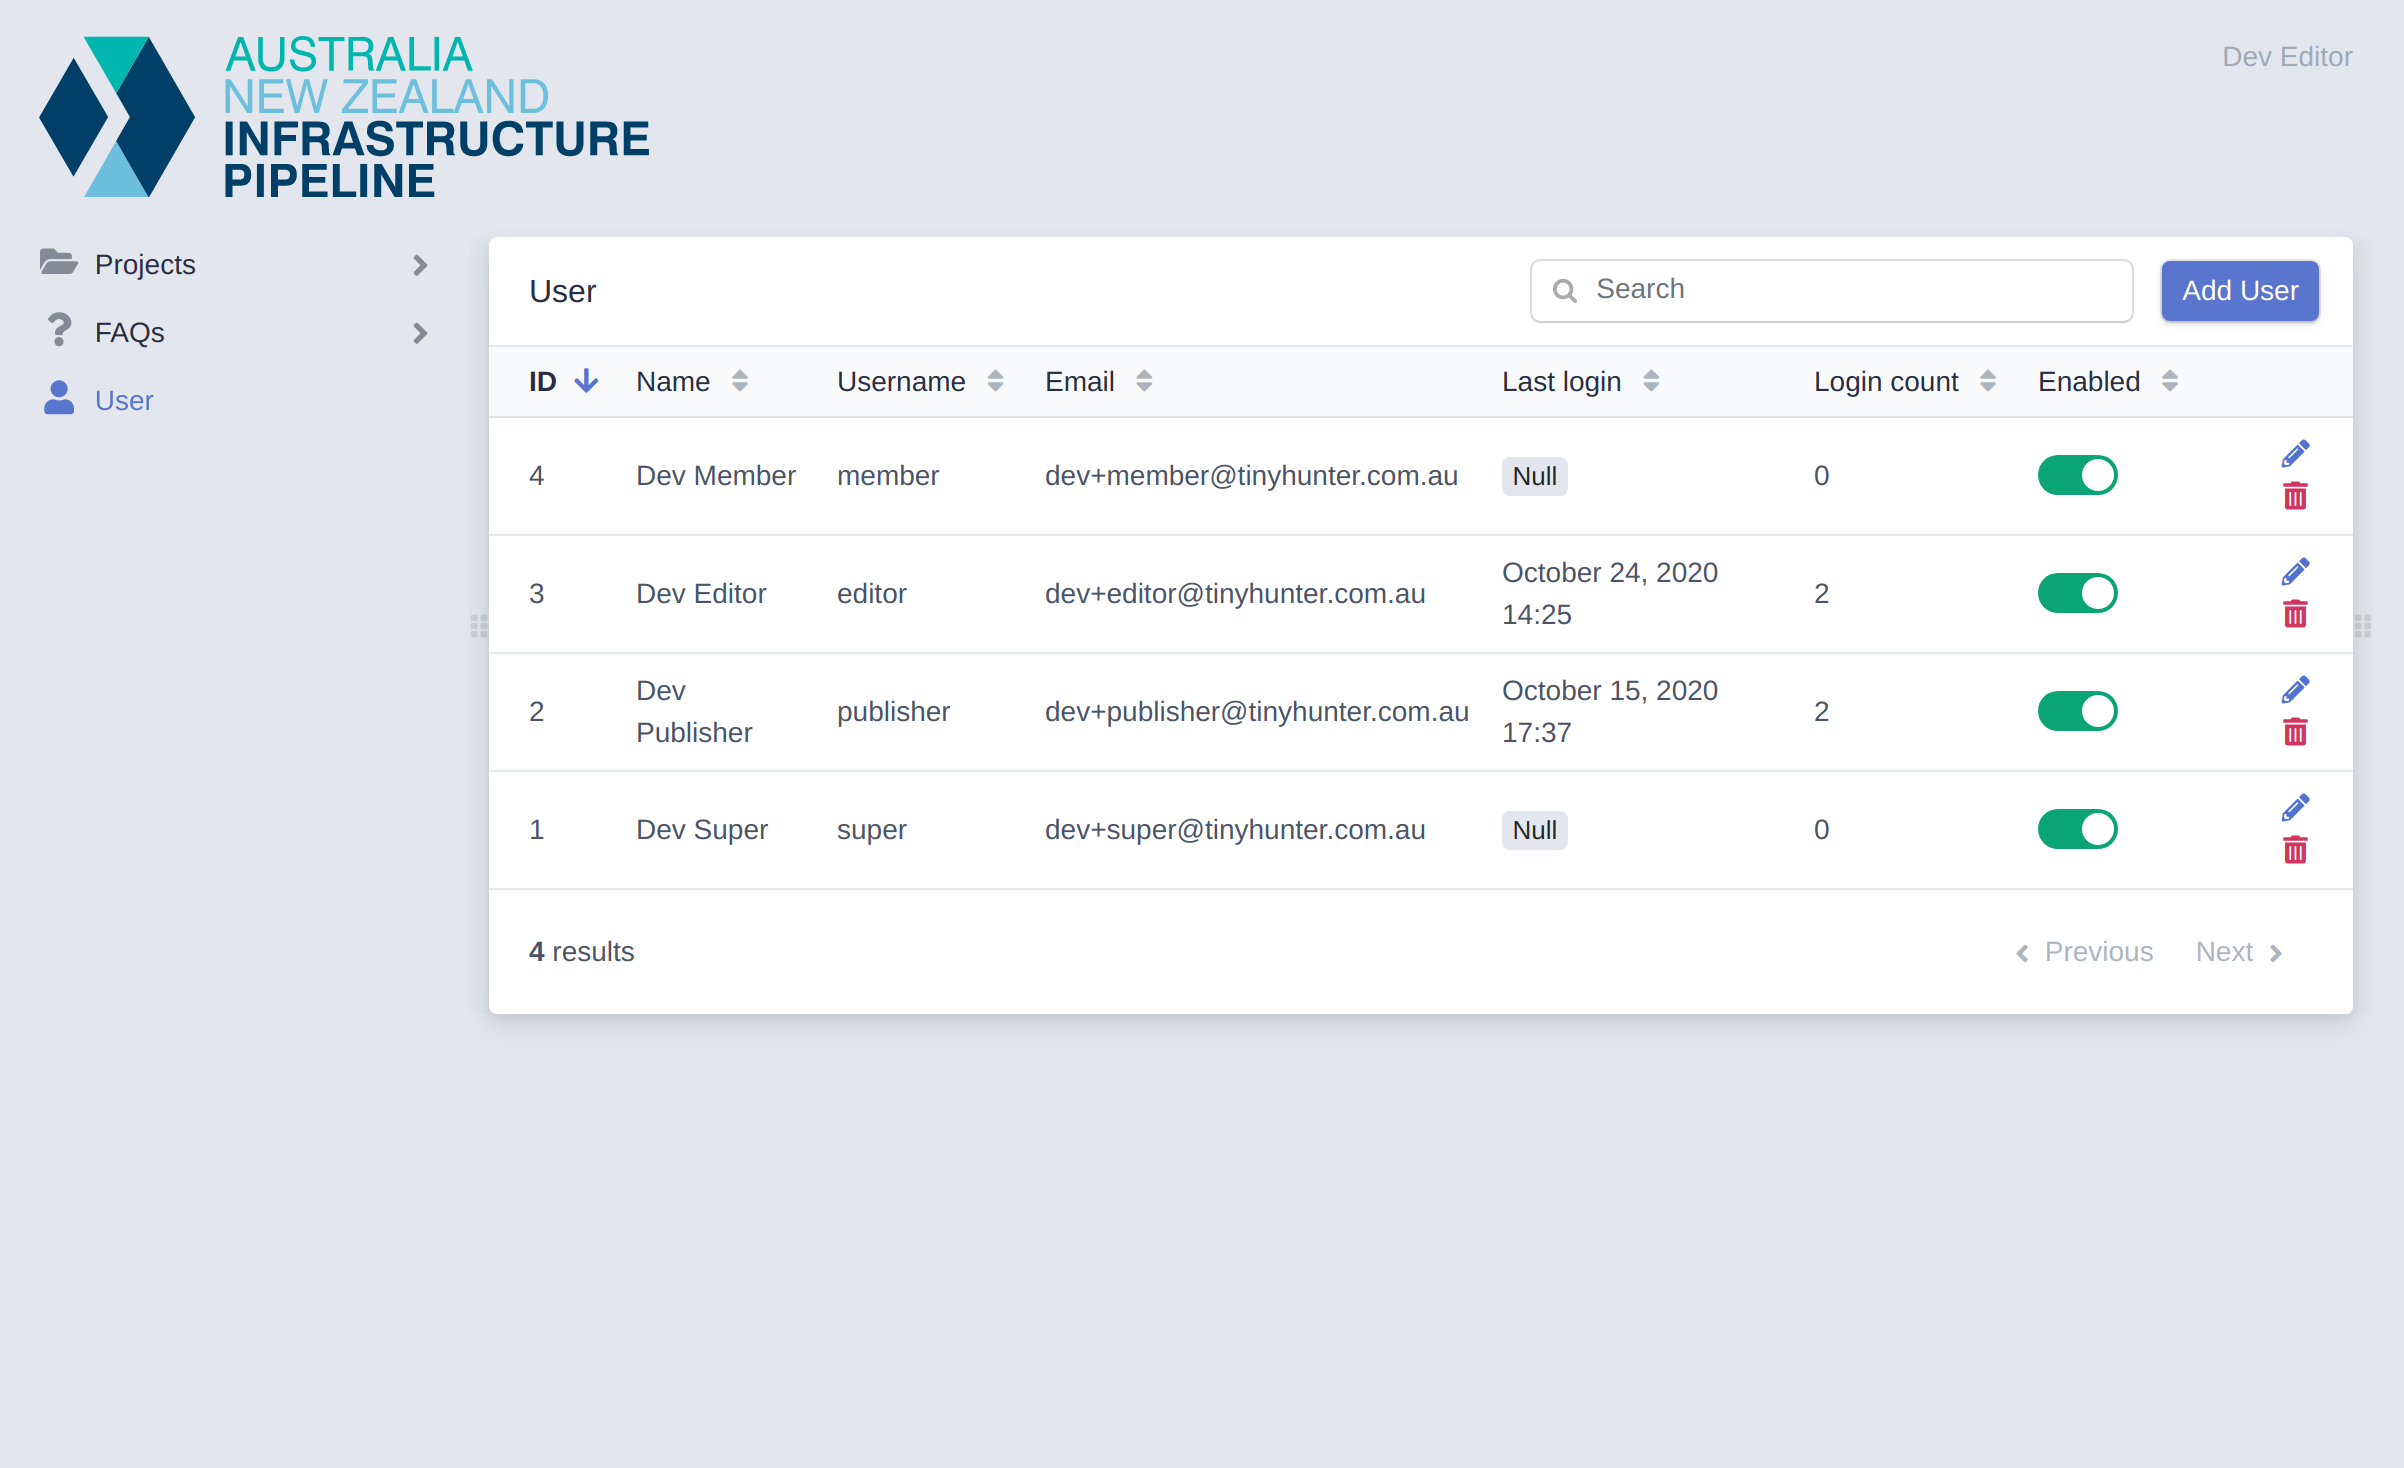 AUSTRALIA
NEW ZEALAND
INFRASTRUCTURE
PIPELINE
Dev Editor
Projects
FAQs
User
User
Search
Add User
ID Name Username Email Last login Login count Enabled
4 Dev Member member dev+member@tinyhunter.com.au Null 0
3 Dev Editor editor dev+editor@tinyhunter.com.au October 24, 2020
14:25 2
2 Dev
Publisher publisher dev+publisher@tinyhunter.com.au October 15, 2020
17:37 2
1 Dev Super super dev+super@tinyhunter.com.au Null 0
4 results
Previous Next